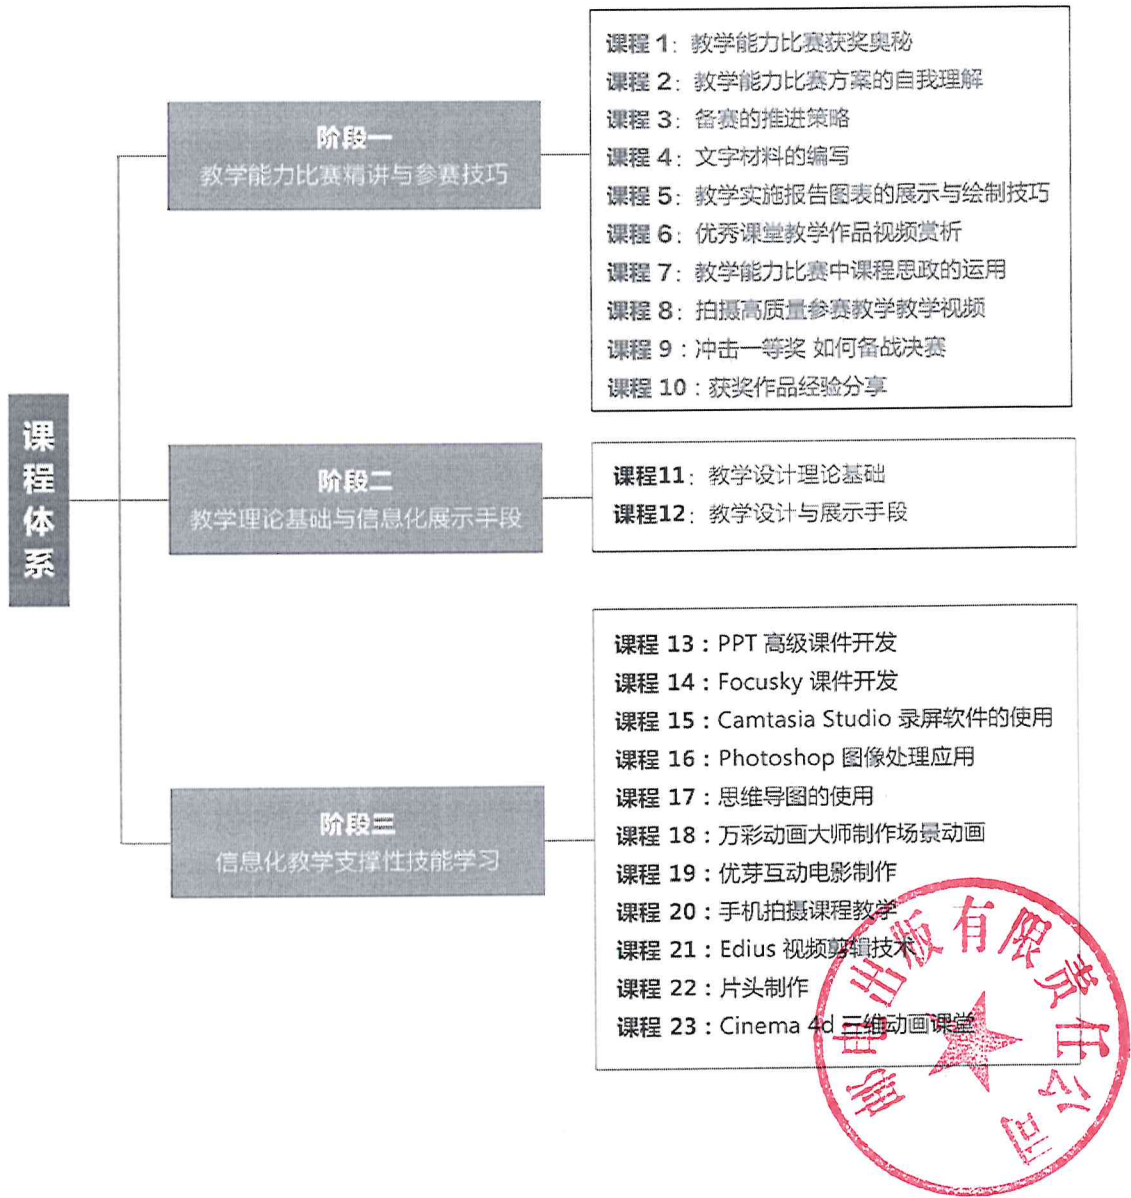 课程体系
阶段一
教学能力比赛精讲与参赛技巧
课程 1：教学能力比赛获奖奥秘
课程 2：教学能力比赛方案的自我理解
课程 3：备赛的推进策略
课程 4：文字材料的编写
课程 5：教学实施报告图表的展示与绘制技巧
课程 6：优秀课堂教学作品视频赏析
课程 7：教学能力比赛中课程思政的运用
课程 8：拍摄高质量参赛教学教学视频
课程 9：冲击一等奖 如何备战决赛
课程 10：获奖作品经验分享
阶段二
教学理论基础与信息化展示手段
课程11：教学设计理论基础
课程12：教学设计与展示手段
阶段三
信息化教学支撑性技能学习
课程 13：PPT 高级课件开发
课程 14：Focusky 课件开发
课程 15：Camtasia Studio 录屏软件的使用
课程 16：Photoshop 图像处理应用
课程 17：思维导图的使用
课程 18：万彩动画大师制作场景动画
课程 19：优芽互动电影制作
课程 20：手机拍摄课程教学
课程 21：Edius 视频剪辑技术
课程 22：片头制作
课程 23：Cinema 4d 三维动画课堂
邮电出版有限责任公司